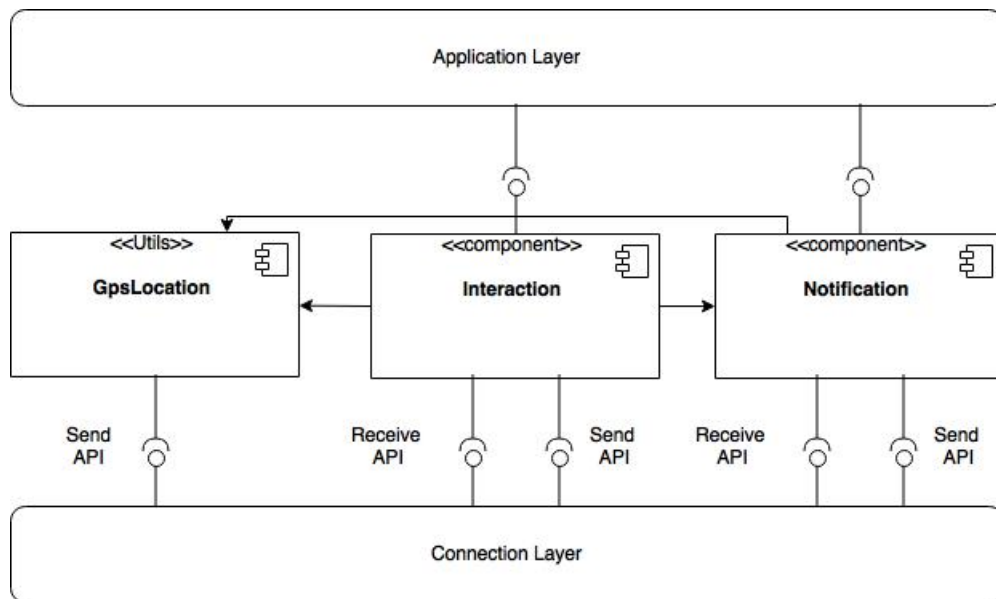 Application Layer
<<Utils>>
GpsLocation
<<component>>
Interaction
<<component>>
Notification
Send
API
Receive
API
Send
API
Receive
API
Send
API
Connection Layer